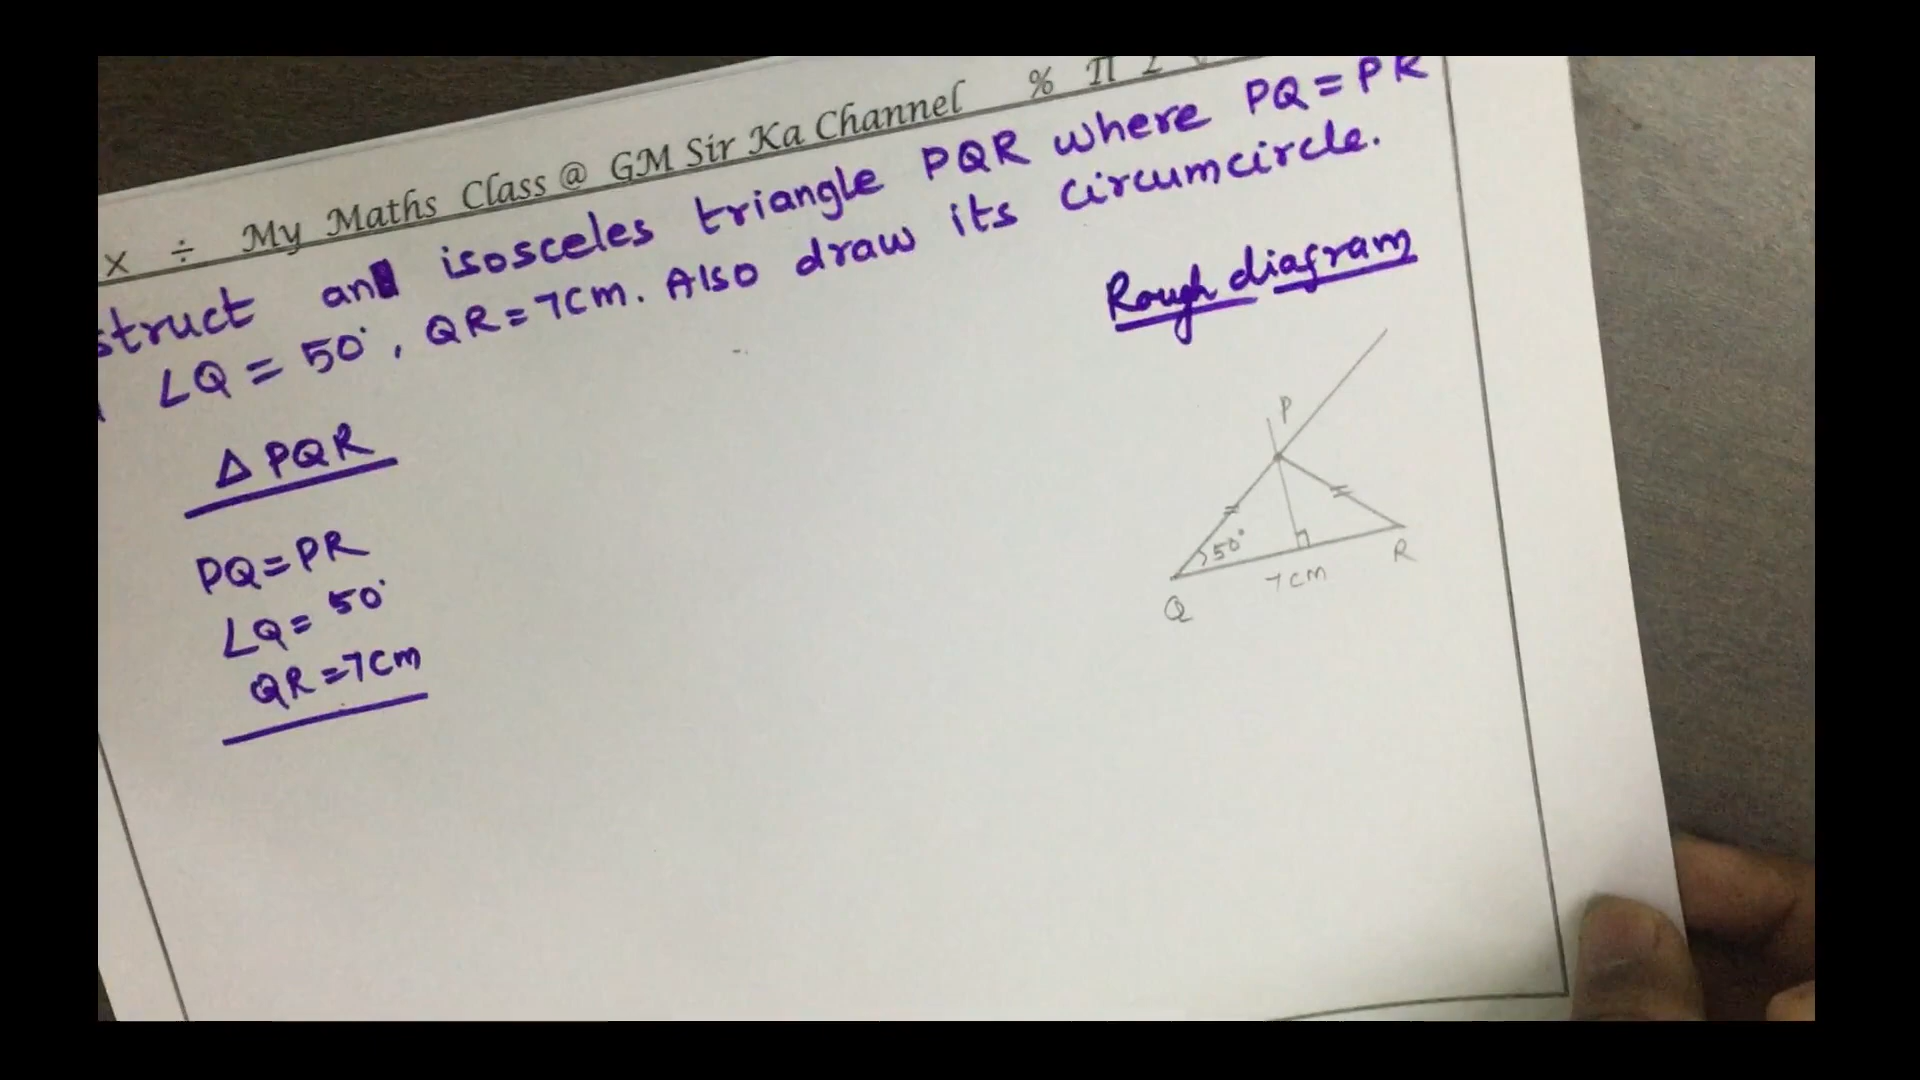 × ÷ My Maths Class @ GM Sir Ka Channel % π
struct an isosceles triangle PQR where PQ = PR
∠Q = 50°, QR = 7cm. Also draw its circumcircle.
Rough diagram
Δ PQR
PQ = PR
∠Q = 50°
QR = 7cm
P
50°
Q
7cm
R